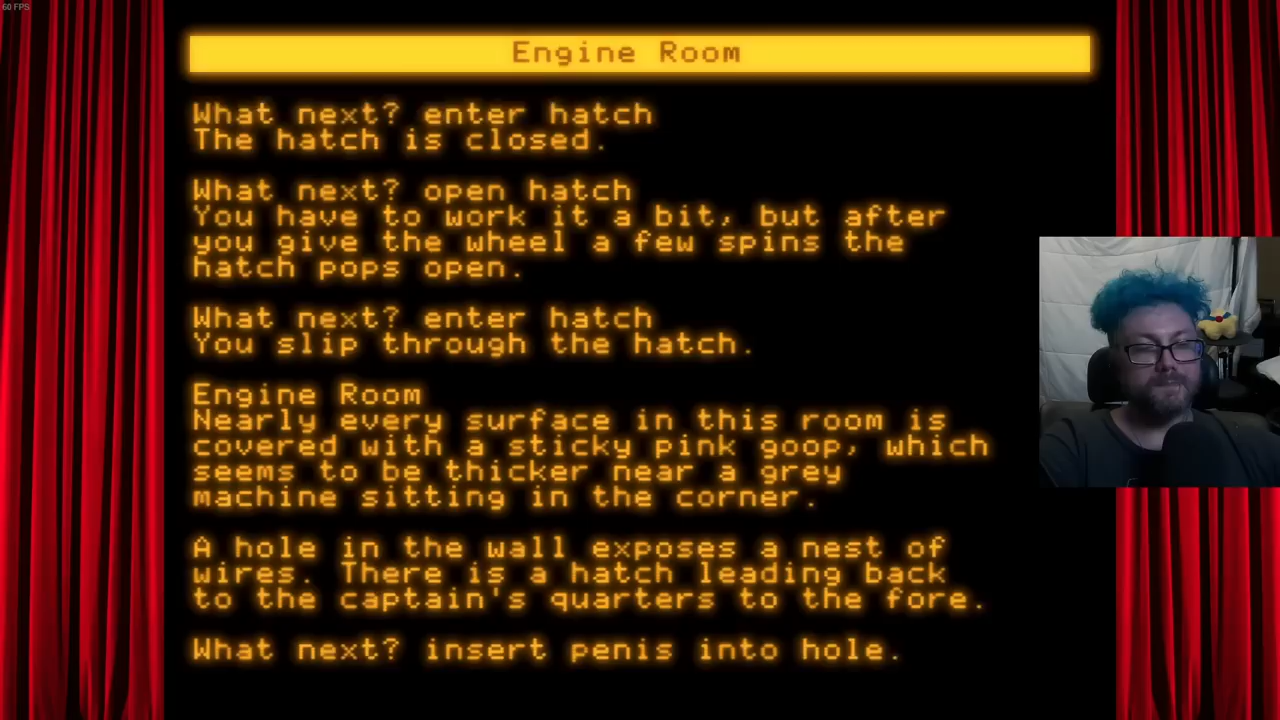 60 FPS
Engine Room
What next? enter hatch
The hatch is closed.
What next? open hatch
You have to work it a bit, but after
you give the wheel a few spins the
hatch pops open.
What next? enter hatch
You slip through the hatch.
Engine Room
Nearly every surface in this room is
covered with a sticky pink goop, which
seems to be thicker near a grey
machine sitting in the corner.
A hole in the wall exposes a nest of
wires. There is a hatch leading back
to the captain's quarters to the fore.
What next? insert penis into hole.